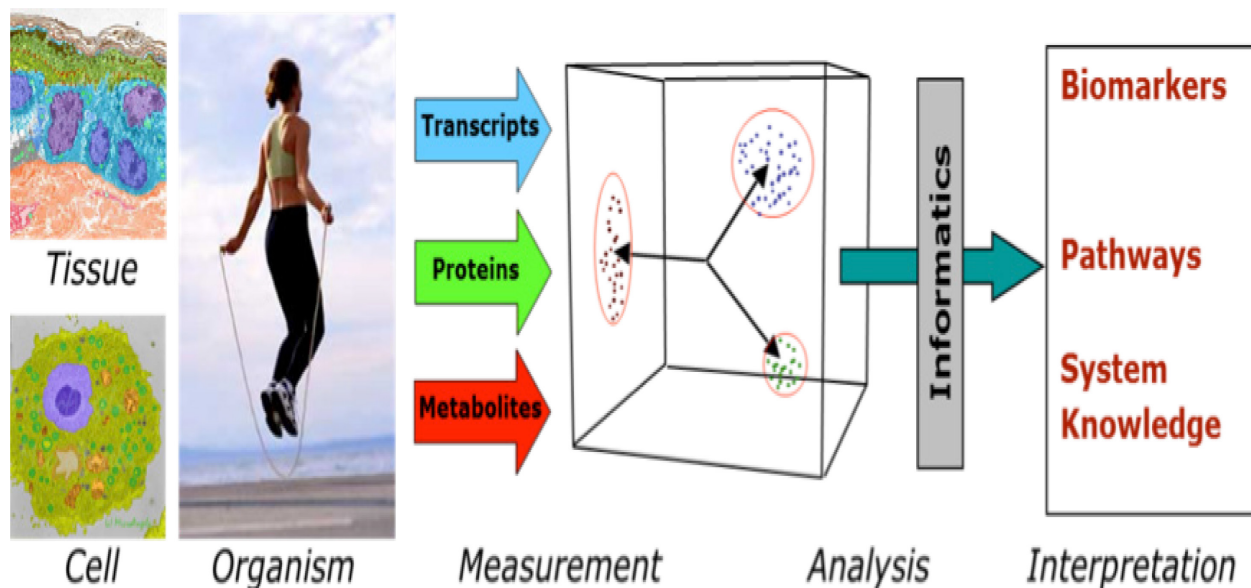 Tissue
Cell
Organism
Transcripts
Proteins
Metabolites
Measurement
Informatics
Analysis
Biomarkers
Pathways
System
Knowledge
Interpretation